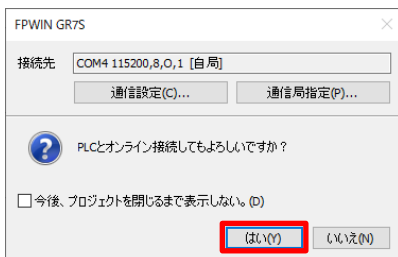 FPWIN GR7S
接続先 COM4 115200,8,O,1 [自局]
通信設定(C)... 通信局指定(P)...
PLCとオンライン接続してもよろしいですか?
今後、プロジェクトを閉じるまで表示しない。(D)
はい(Y) いいえ(N)